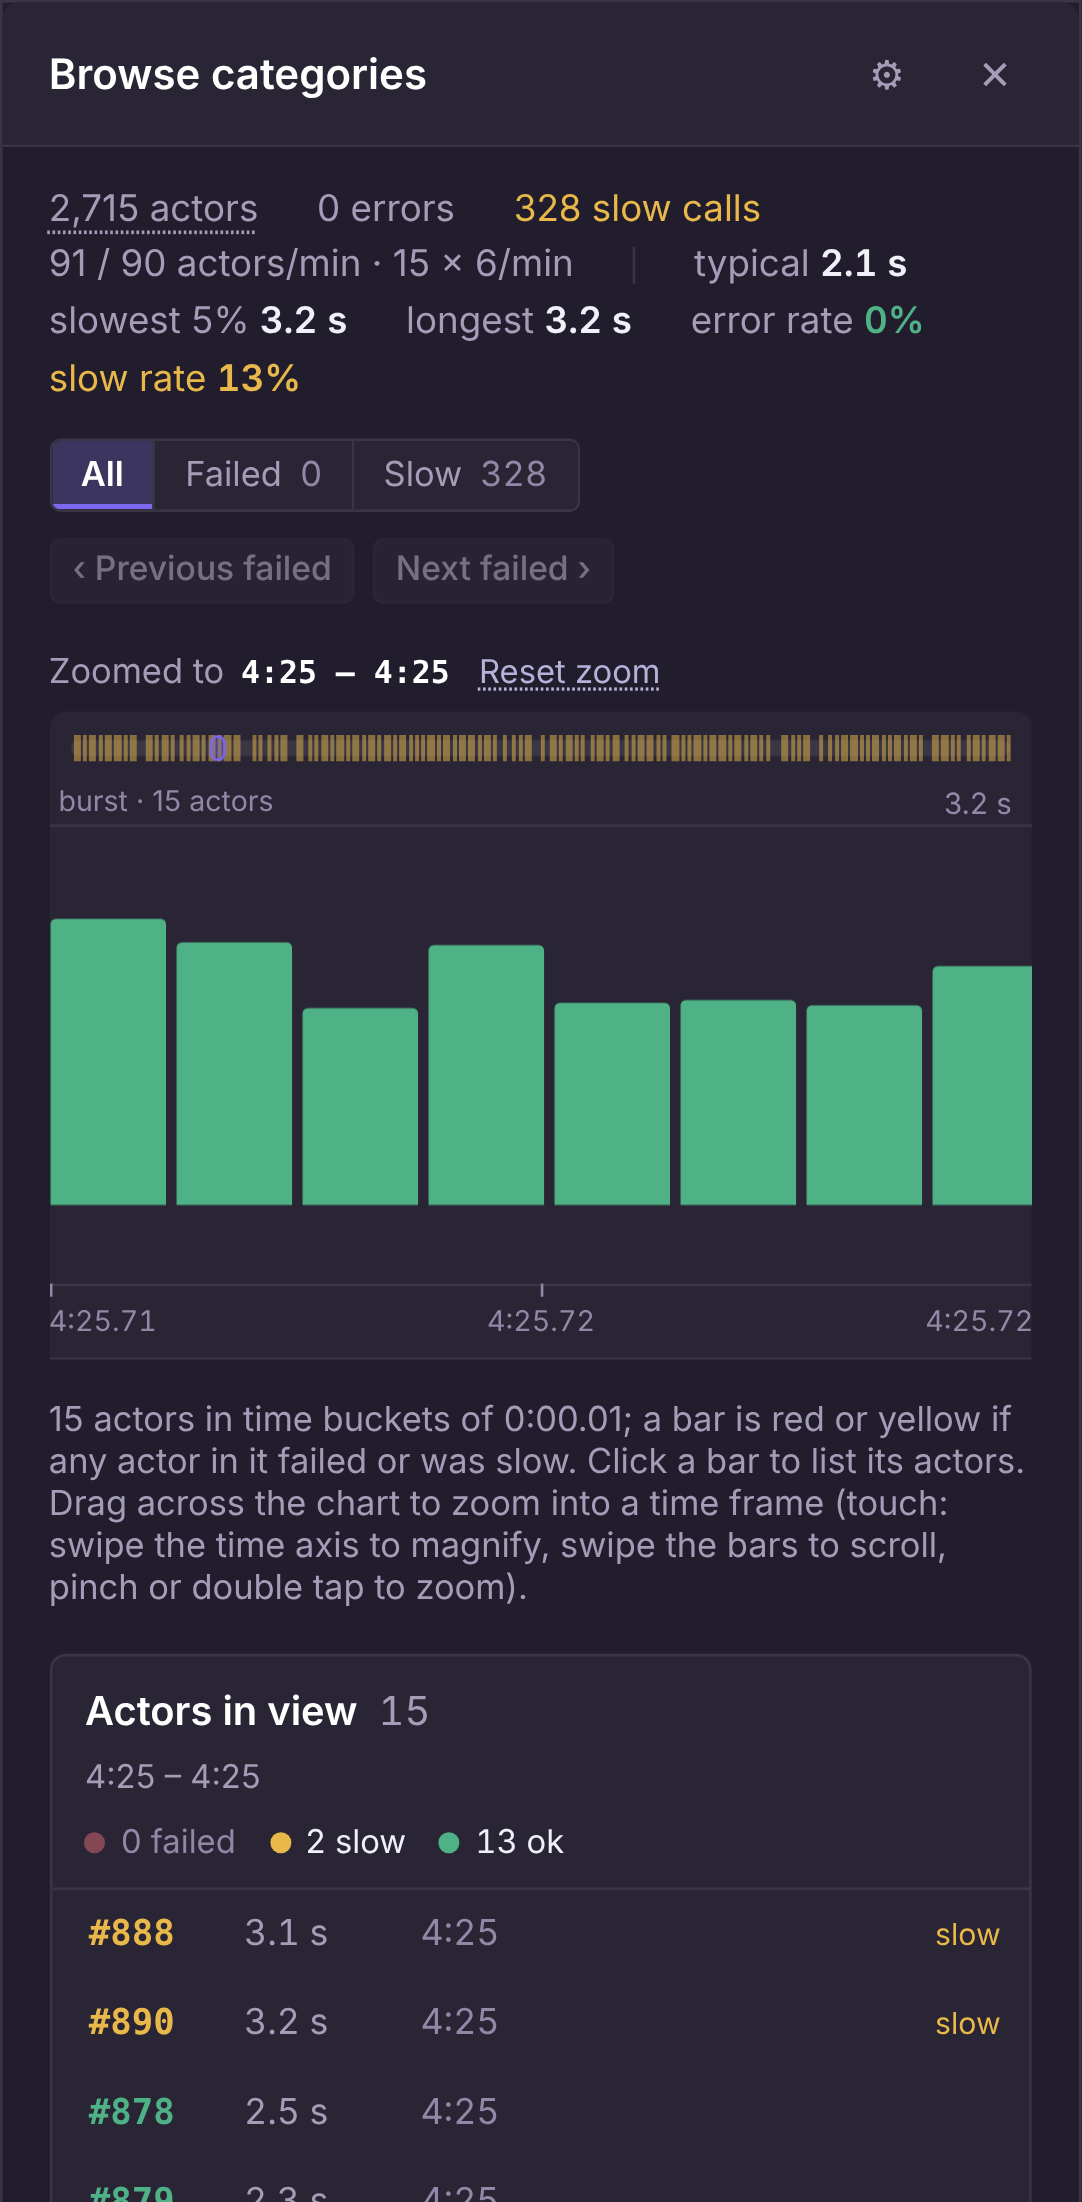 Browse categories ⚙ ✕
2,715 actors 0 errors 328 slow calls
91 / 90 actors/min · 15 × 6/min | typical 2.1 s
slowest 5% 3.2 s longest 3.2 s error rate 0%
slow rate 13%
All Failed 0 Slow 328
‹ Previous failed Next failed ›
Zoomed to 4:25 – 4:25 Reset zoom
burst · 15 actors 3.2 s
4:25.71 4:25.72 4:25.72
15 actors in time buckets of 0:00.01; a bar is red or yellow if
any actor in it failed or was slow. Click a bar to list its actors.
Drag across the chart to zoom into a time frame (touch:
swipe the time axis to magnify, swipe the bars to scroll,
pinch or double tap to zoom).
Actors in view 15
4:25 – 4:25
0 failed 2 slow 13 ok
#888 3.1 s 4:25 slow
#890 3.2 s 4:25 slow
#878 2.5 s 4:25
#879 2.3 s 4:25